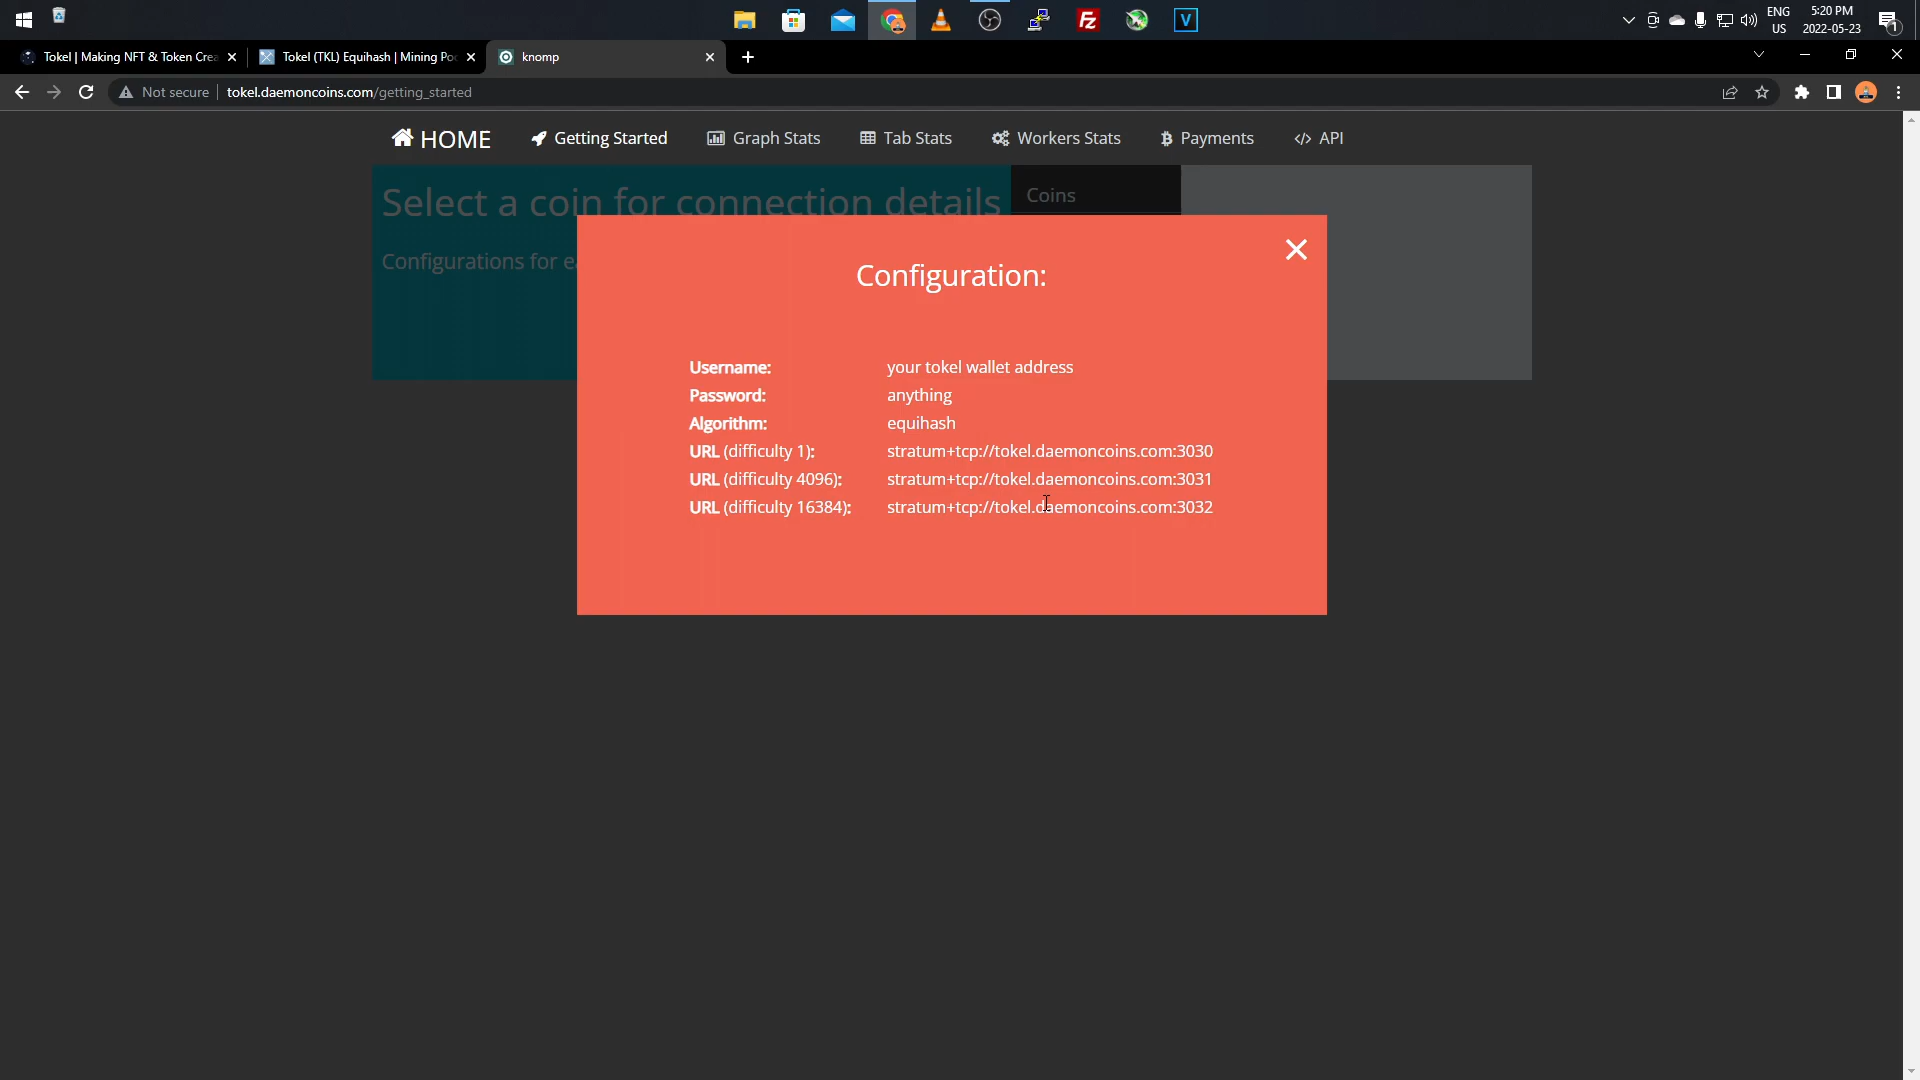 ENG
US
5:20 PM
2022-05-23
1
Tokel | Making NFT & Token Crea
Tokel (TKL) Equihash | Mining Po
knomp
Not secure
tokel.daemoncoins.com/getting_started
HOME
Getting Started
Graph Stats
Tab Stats
Workers Stats
Payments
API
Select a coin for connection details
Coins
Configurations for ea
Configuration:
Username: your tokel wallet address
Password: anything
Algorithm: equihash
URL (difficulty 1): stratum+tcp://tokel.daemoncoins.com:3030
URL (difficulty 4096): stratum+tcp://tokel.daemoncoins.com:3031
URL (difficulty 16384): stratum+tcp://tokel.daemoncoins.com:3032